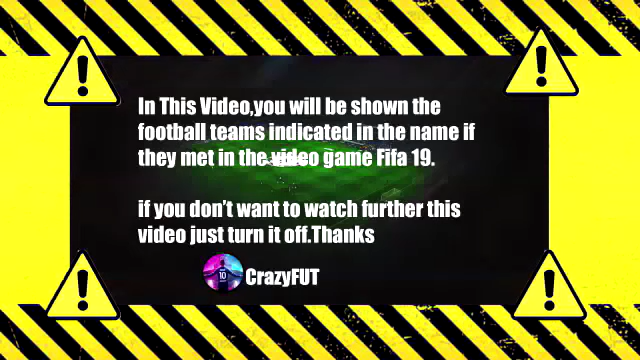 In This Video,you will be shown the
football teams indicated in the name if
they met in the video game Fifa 19.
if you don't want to watch further this
video just turn it off.Thanks
10
CrazyFUT